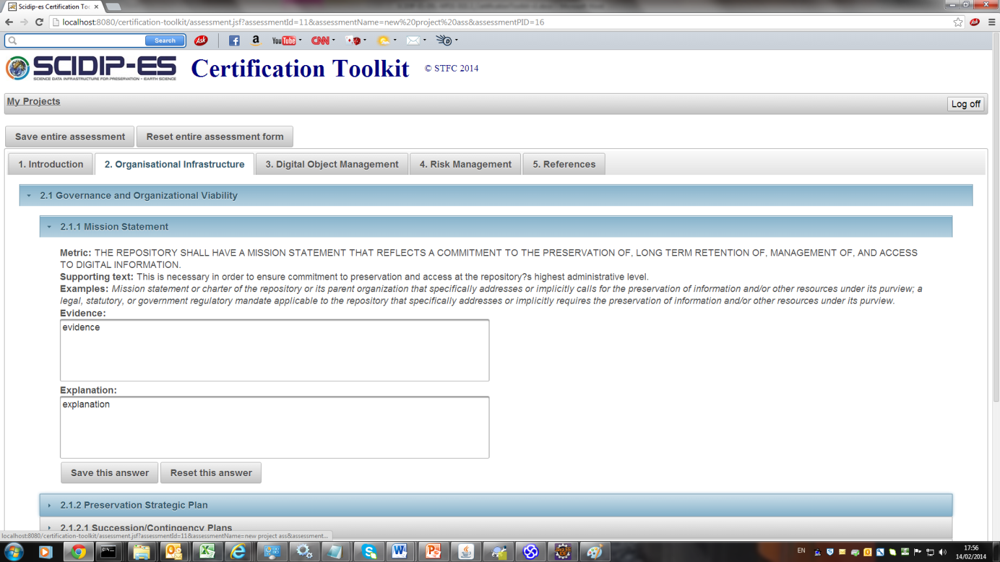 Scidip-es Certification Toc
localhost:8080/certification-toolkit/assessment.jsf?assessmentId=11&assessmentName=new%20project%20ass&assessmentPID=16
Search Ask YouTube CNN
SCIDIP-ES Certification Toolkit © STFC 2014
SCIENCE DATA INFRASTRUCTURE FOR PRESERVATION - EARTH SCIENCE
My Projects
Log off
Save entire assessment Reset entire assessment form
1. Introduction 2. Organisational Infrastructure 3. Digital Object Management 4. Risk Management 5. References
2.1 Governance and Organizational Viability
2.1.1 Mission Statement
Metric: THE REPOSITORY SHALL HAVE A MISSION STATEMENT THAT REFLECTS A COMMITMENT TO THE PRESERVATION OF, LONG TERM RETENTION OF, MANAGEMENT OF, AND ACCESS
TO DIGITAL INFORMATION.
Supporting text: This is necessary in order to ensure commitment to preservation and access at the repository?s highest administrative level.
Examples: Mission statement or charter of the repository or its parent organization that specifically addresses or implicitly calls for the preservation of information and/or other resources under its purview; a
legal, statutory, or government regulatory mandate applicable to the repository that specifically addresses or implicitly requires the preservation of information and/or other resources under its purview.
Evidence:
evidence
Explanation:
explanation
Save this answer Reset this answer
2.1.2 Preservation Strategic Plan
2.1.2.1 Succession/Contingency Plans
localhost:8080/certification-toolkit/assessment.jsf?assessmentId=11&assessmentName=new project ass&assessment...
EN
17:56
14/02/2014